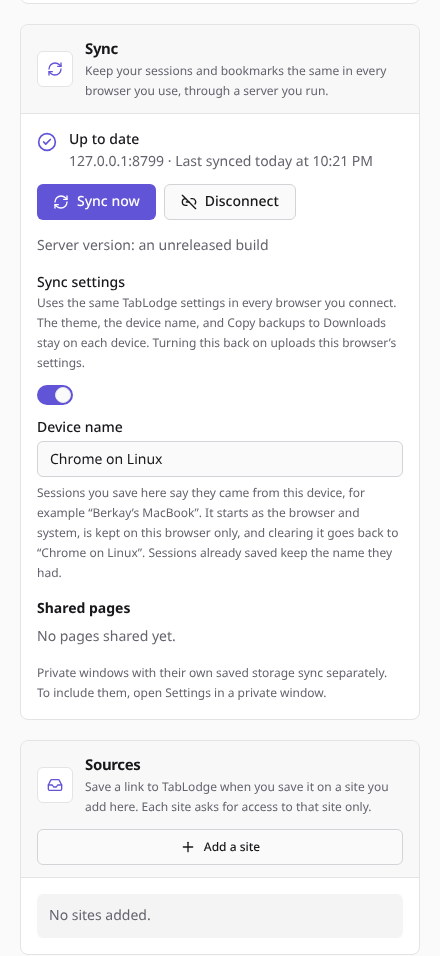 Sync
Keep your sessions and bookmarks the same in every
browser you use, through a server you run.
Up to date
127.0.0.1:8799 · Last synced today at 10:21 PM
Sync now
Disconnect
Server version: an unreleased build
Sync settings
Uses the same TabLodge settings in every browser you connect.
The theme, the device name, and Copy backups to Downloads
stay on each device. Turning this back on uploads this browser's
settings.
Device name
Chrome on Linux
Sessions you save here say they came from this device, for
example “Berkay’s MacBook”. It starts as the browser and
system, is kept on this browser only, and clearing it goes back to
“Chrome on Linux”. Sessions already saved keep the name they
had.
Shared pages
No pages shared yet.
Private windows with their own saved storage sync separately.
To include them, open Settings in a private window.
Sources
Save a link to TabLodge when you save it on a site you
add here. Each site asks for access to that site only.
Add a site
No sites added.